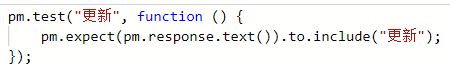 pm.test("更新", function () {
    pm.expect(pm.response.text()).to.include("更新");
});